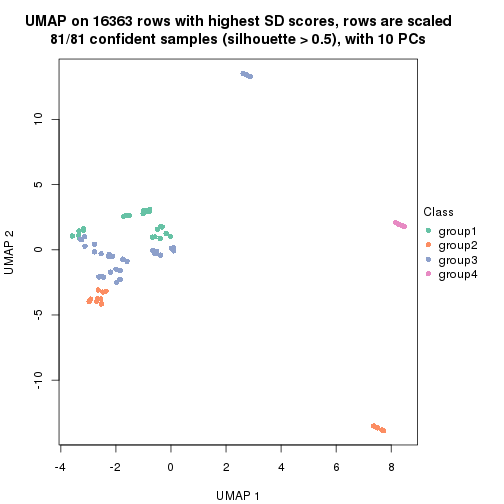 UMAP on 16363 rows with highest SD scores, rows are scaled
81/81 confident samples (silhouette > 0.5), with 10 PCs
10
5
0
-5
-10
UMAP 2
-4
-2
0
2
4
6
8
UMAP 1
Class
group1
group2
group3
group4